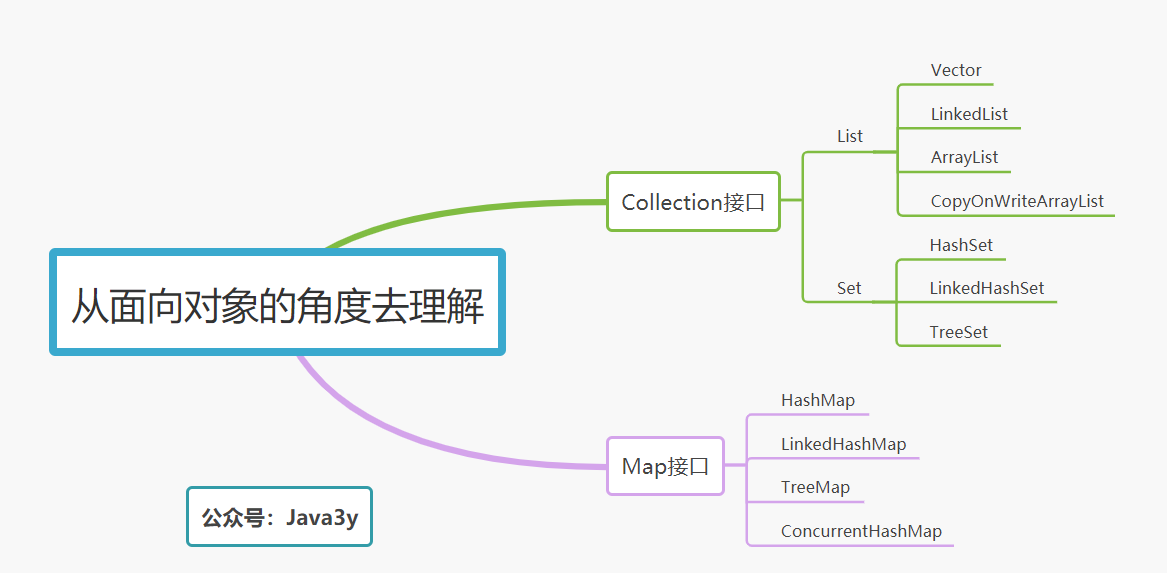 从面向对象的角度去理解
Collection接口
List
Vector
LinkedList
ArrayList
CopyOnWriteArrayList
Set
HashSet
LinkedHashSet
TreeSet
Map接口
HashMap
LinkedHashMap
TreeMap
ConcurrentHashMap
公众号：Java3y